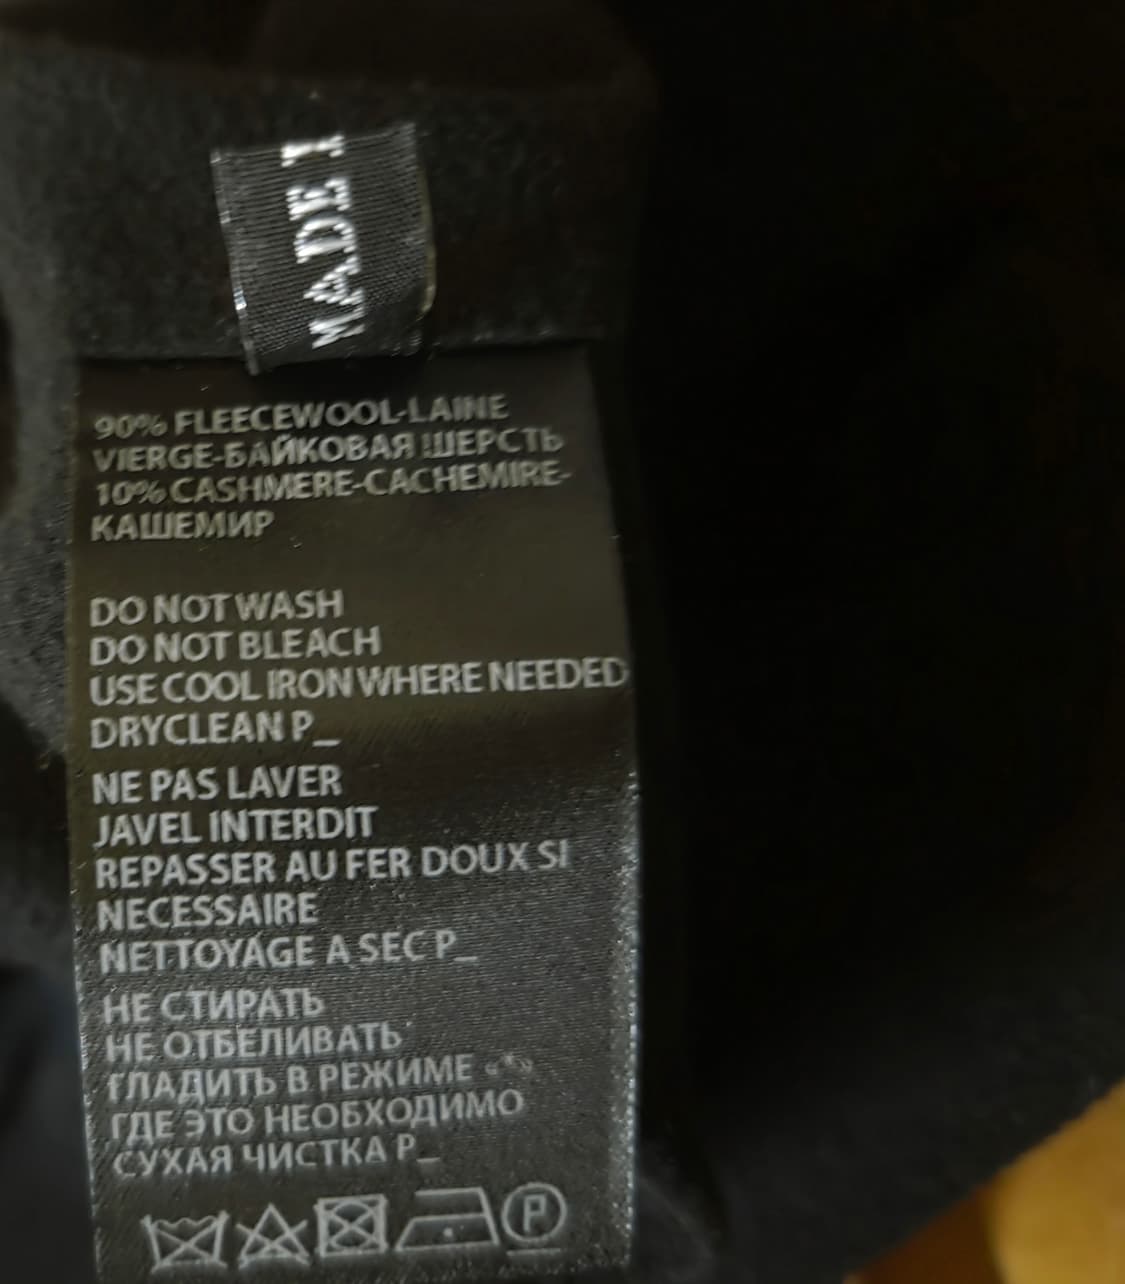 MADE I
90% FLEECEWOOL-LAINE
VIERGE-БАЙКОВАЯ ШЕРСТЬ
10% CASHMERE-CACHEMIRE-
КАШЕМИР
DO NOT WASH
DO NOT BLEACH
USE COOL IRON WHERE NEEDED
DRYCLEAN P_
NE PAS LAVER
JAVEL INTERDIT
REPASSER AU FER DOUX SI
NECESSAIRE
NETTOYAGE A SEC P_
НЕ СТИРАТЬ
НЕ ОТБЕЛИВАТЬ
ГЛАДИТЬ В РЕЖИМЕ «*»
ГДЕ ЭТО НЕОБХОДИМО
СУХАЯ ЧИСТКА P_
P